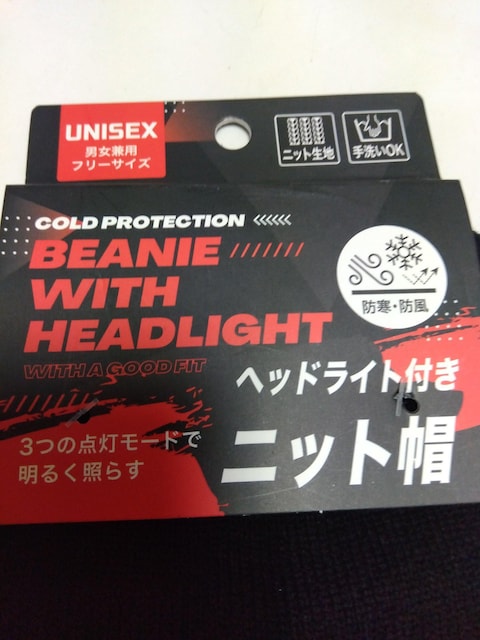 UNISEX
男女兼用
フリーサイズ
ニット生地
手洗いOK
COLD PROTECTION
BEANIE
WITH
HEADLIGHT
WITH A GOOD FIT
防寒・防風
ヘッドライト付き
ニット帽
3つの点灯モードで
明るく照らす